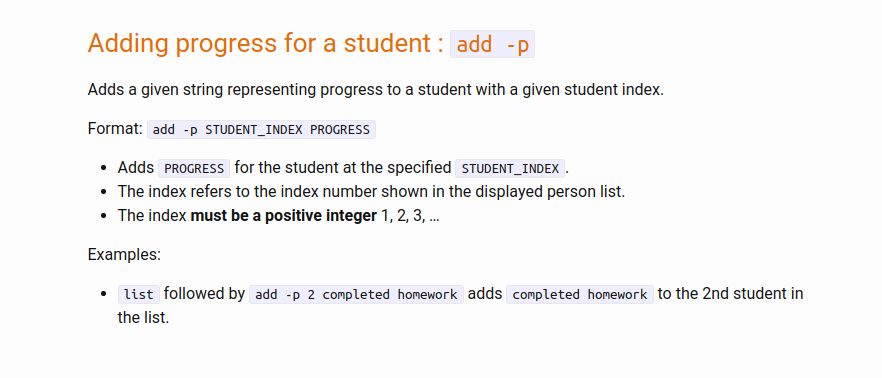 Adding progress for a student : add -p
Adds a given string representing progress to a student with a given student index.
Format: add -p STUDENT_INDEX PROGRESS
• Adds PROGRESS for the student at the specified STUDENT_INDEX.
• The index refers to the index number shown in the displayed person list.
• The index must be a positive integer 1, 2, 3, …
Examples:
• list followed by add -p 2 completed homework adds completed homework to the 2nd student in
the list.